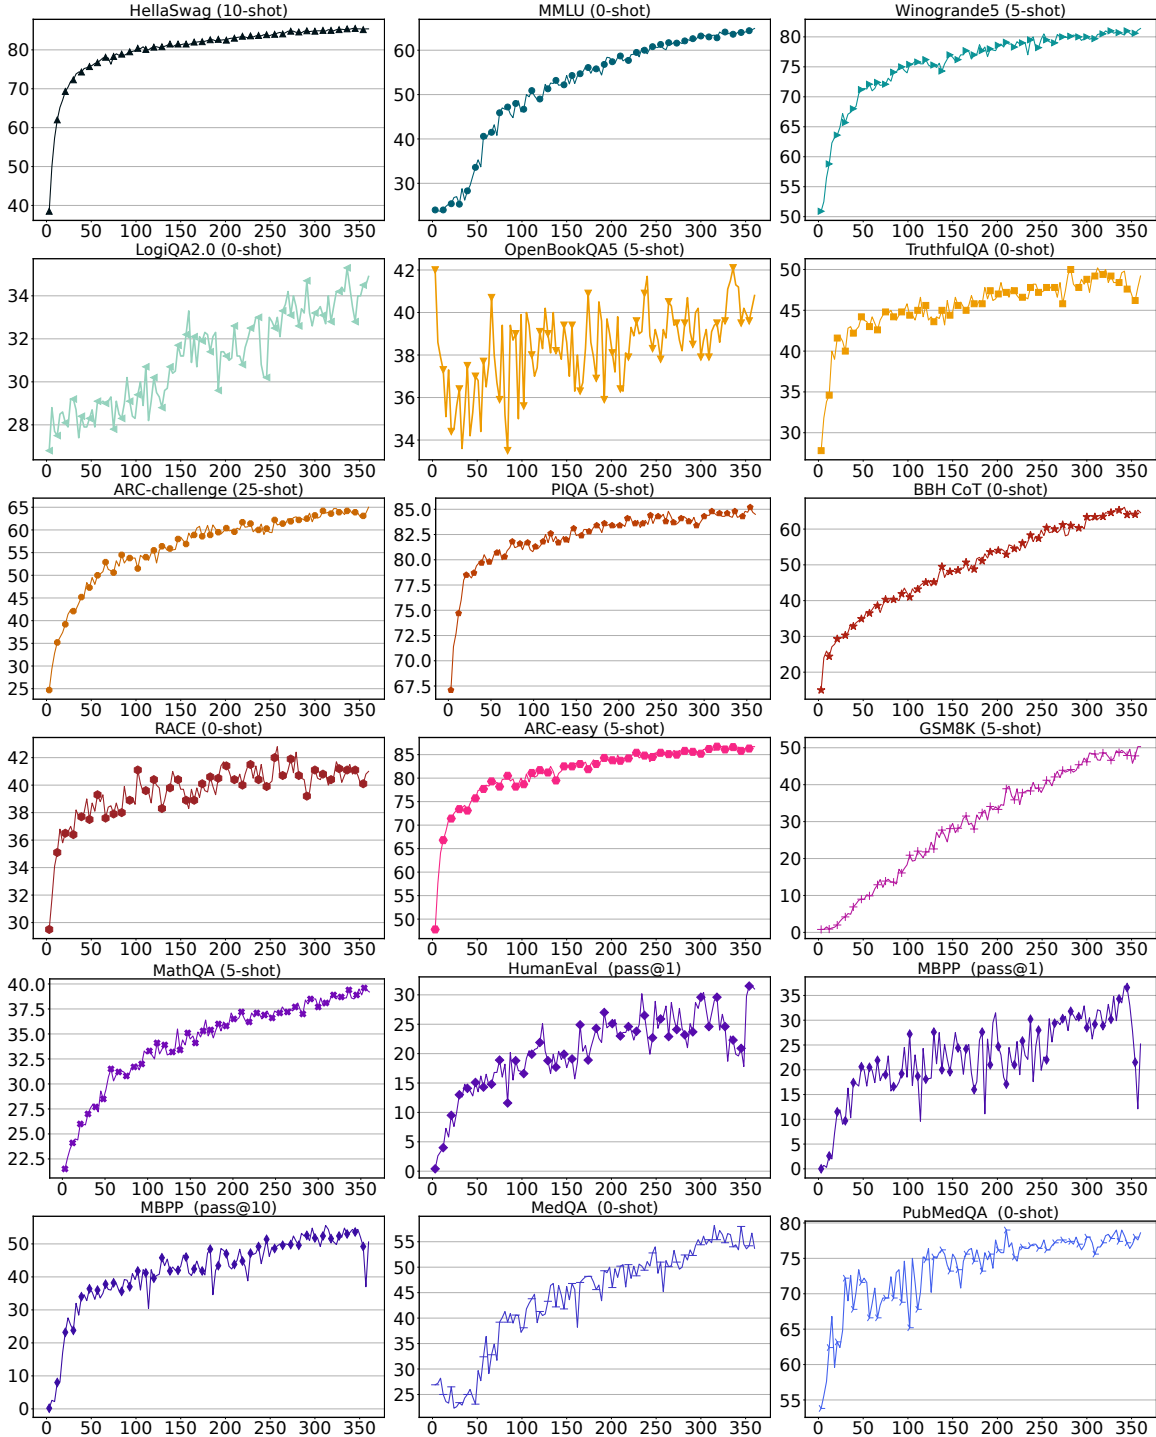 HellaSwag (10-shot) MMLU (0-shot) Winogrande5 (5-shot)
80 70 60 50 40
60 50 40 30
80 75 70 65 60 55 50
0 50 100 150 200 250 300 350
0 50 100 150 200 250 300 350
0 50 100 150 200 250 300 350
LogiQA2.0 (0-shot) OpenBookQA5 (5-shot) TruthfulQA (0-shot)
34 32 30 28
42 40 38 36 34
50 45 40 35 30
0 50 100 150 200 250 300 350
0 50 100 150 200 250 300 350
0 50 100 150 200 250 300 350
ARC-challenge (25-shot) PIQA (5-shot) BBH CoT (0-shot)
65 60 55 50 45 40 35 30 25
85.0 82.5 80.0 77.5 75.0 72.5 70.0 67.5
60 50 40 30 20
0 50 100 150 200 250 300 350
0 50 100 150 200 250 300 350
0 50 100 150 200 250 300 350
RACE (0-shot) ARC-easy (5-shot) GSM8K (5-shot)
42 40 38 36 34 32 30
85 80 75 70 65 60 55 50
50 40 30 20 10 0
0 50 100 150 200 250 300 350
0 50 100 150 200 250 300 350
0 50 100 150 200 250 300 350
MathQA (5-shot) HumanEval (pass@1) MBPP (pass@1)
40.0 37.5 35.0 32.5 30.0 27.5 25.0 22.5
30 25 20 15 10 5 0
35 30 25 20 15 10 5 0
0 50 100 150 200 250 300 350
0 50 100 150 200 250 300 350
0 50 100 150 200 250 300 350
MBPP (pass@10) MedQA (0-shot) PubMedQA (0-shot)
50 40 30 20 10 0
55 50 45 40 35 30 25
80 75 70 65 60 55
0 50 100 150 200 250 300 350
0 50 100 150 200 250 300 350
0 50 100 150 200 250 300 350